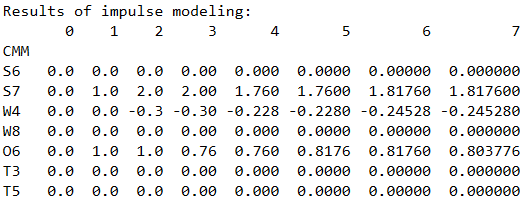 Results of impulse modeling:
0 1 2 3 4 5 6 7
CMM
S6 0.0 0.0 0.0 0.00 0.000 0.0000 0.00000 0.000000
S7 0.0 1.0 2.0 2.00 1.760 1.7600 1.81760 1.817600
W4 0.0 0.0 -0.3 -0.30 -0.228 -0.2280 -0.24528 -0.245280
W8 0.0 0.0 0.0 0.00 0.000 0.0000 0.00000 0.000000
O6 0.0 1.0 1.0 0.76 0.760 0.8176 0.81760 0.803776
T3 0.0 0.0 0.0 0.00 0.000 0.0000 0.00000 0.000000
T5 0.0 0.0 0.0 0.00 0.000 0.0000 0.00000 0.000000